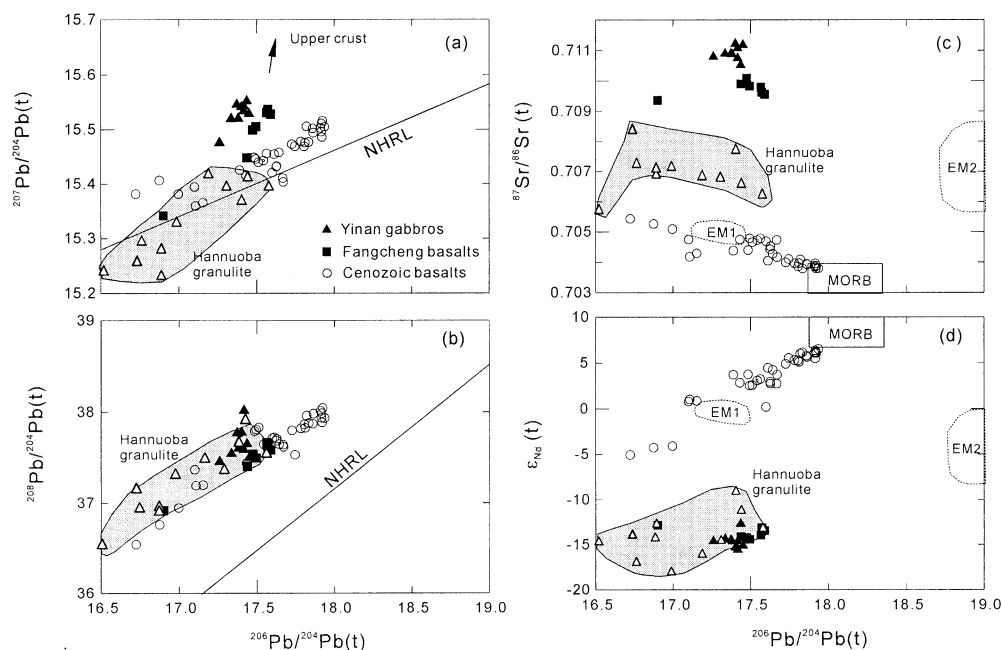 15.7
15.6
15.5
15.4
15.3
15.2
²⁰⁷Pb/²⁰⁴Pb(t)
Upper crust
(a)
NHRL
Yinan gabbros
Fangcheng basalts
Cenozoic basalts
Hannuoba
granulite
39
38
37
36
²⁰⁸Pb/²⁰⁴Pb(t)
(b)
Hannuoba
granulite
NHRL
16.5 17.0 17.5 18.0 18.5 19.0
²⁰⁶Pb/²⁰⁴Pb(t)
0.711
0.709
0.707
0.705
0.703
⁸⁷Sr/⁸⁶Sr (t)
(c)
Hannuoba
granulite
EM2
EM1
MORB
10
5
0
-5
-10
-15
-20
εNd (t)
MORB
(d)
EM1
EM2
Hannuoba
granulite
16.5 17.0 17.5 18.0 18.5 19.0
²⁰⁶Pb/²⁰⁴Pb(t)